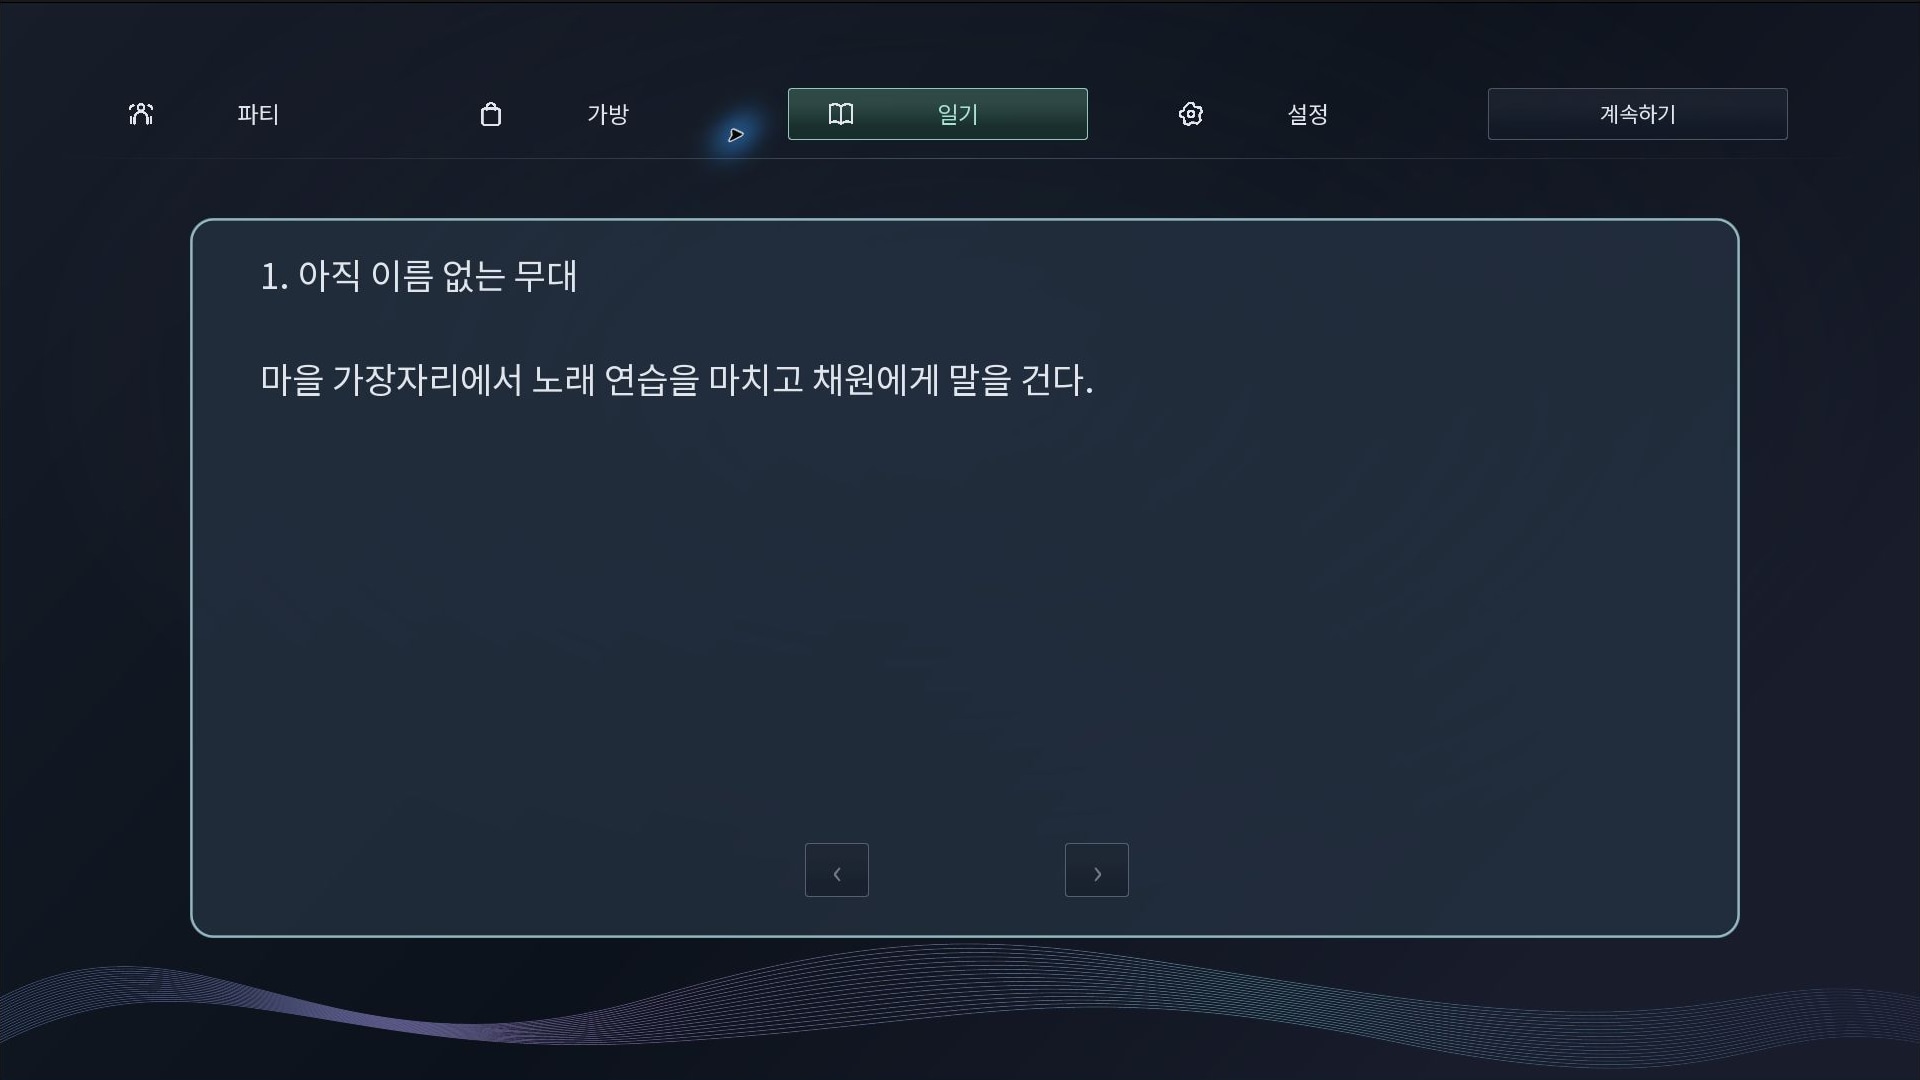 파티
가방
일기
설정
계속하기
1. 아직 이름 없는 무대
마을 가장자리에서 노래 연습을 마치고 채원에게 말을 건다.
‹
›